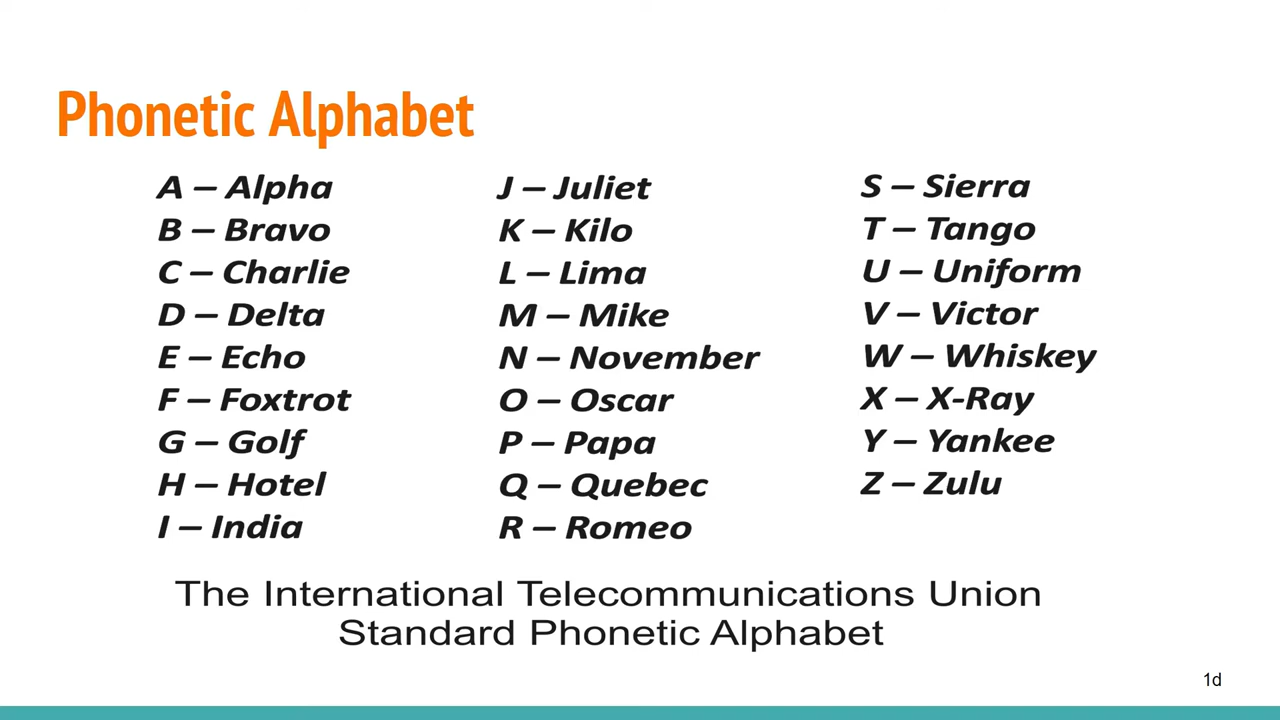 Phonetic Alphabet
A – Alpha
B – Bravo
C – Charlie
D – Delta
E – Echo
F – Foxtrot
G – Golf
H – Hotel
I – India
J – Juliet
K – Kilo
L – Lima
M – Mike
N – November
O – Oscar
P – Papa
Q – Quebec
R – Romeo
S – Sierra
T – Tango
U – Uniform
V – Victor
W – Whiskey
X – X-Ray
Y – Yankee
Z – Zulu
The International Telecommunications Union
Standard Phonetic Alphabet
1d